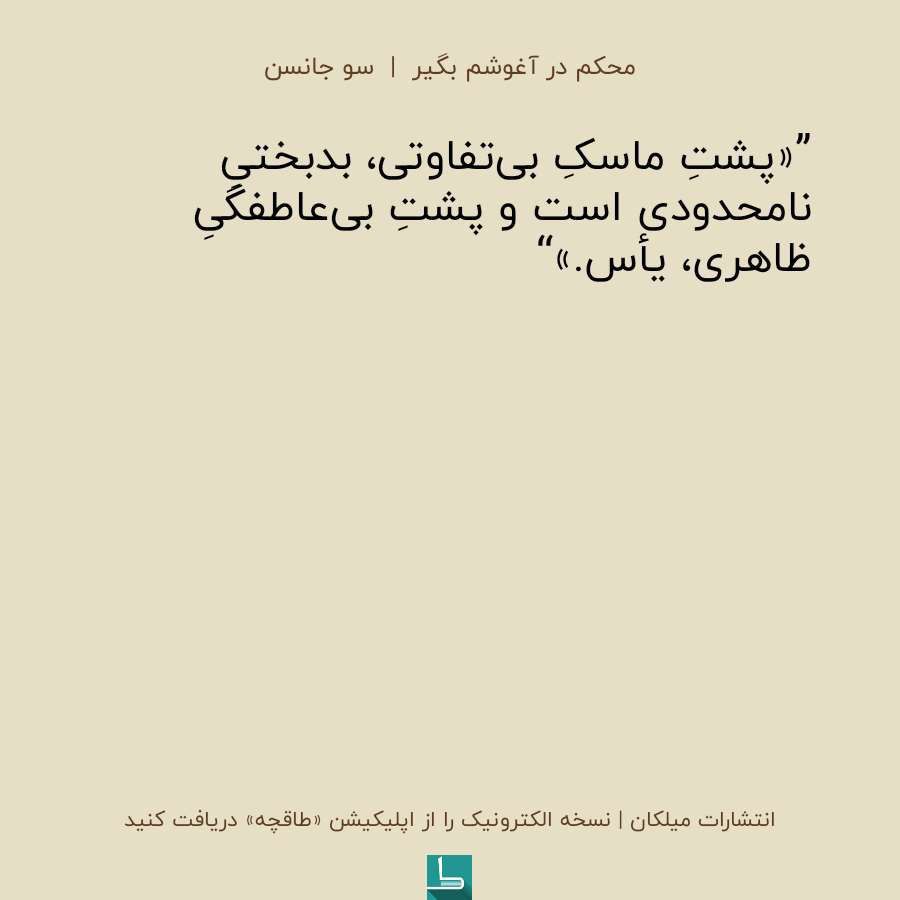 محکم در آغوشم بگیر | سو جانسن
”«پشتِ ماسکِ بی‌تفاوتی، بدبختیِ
نامحدودی است و پشتِ بی‌عاطفگیِ
ظاهری، یأس.»“
انتشارات میلکان | نسخه الکترونیک را از اپلیکیشن «طاقچه» دریافت کنید